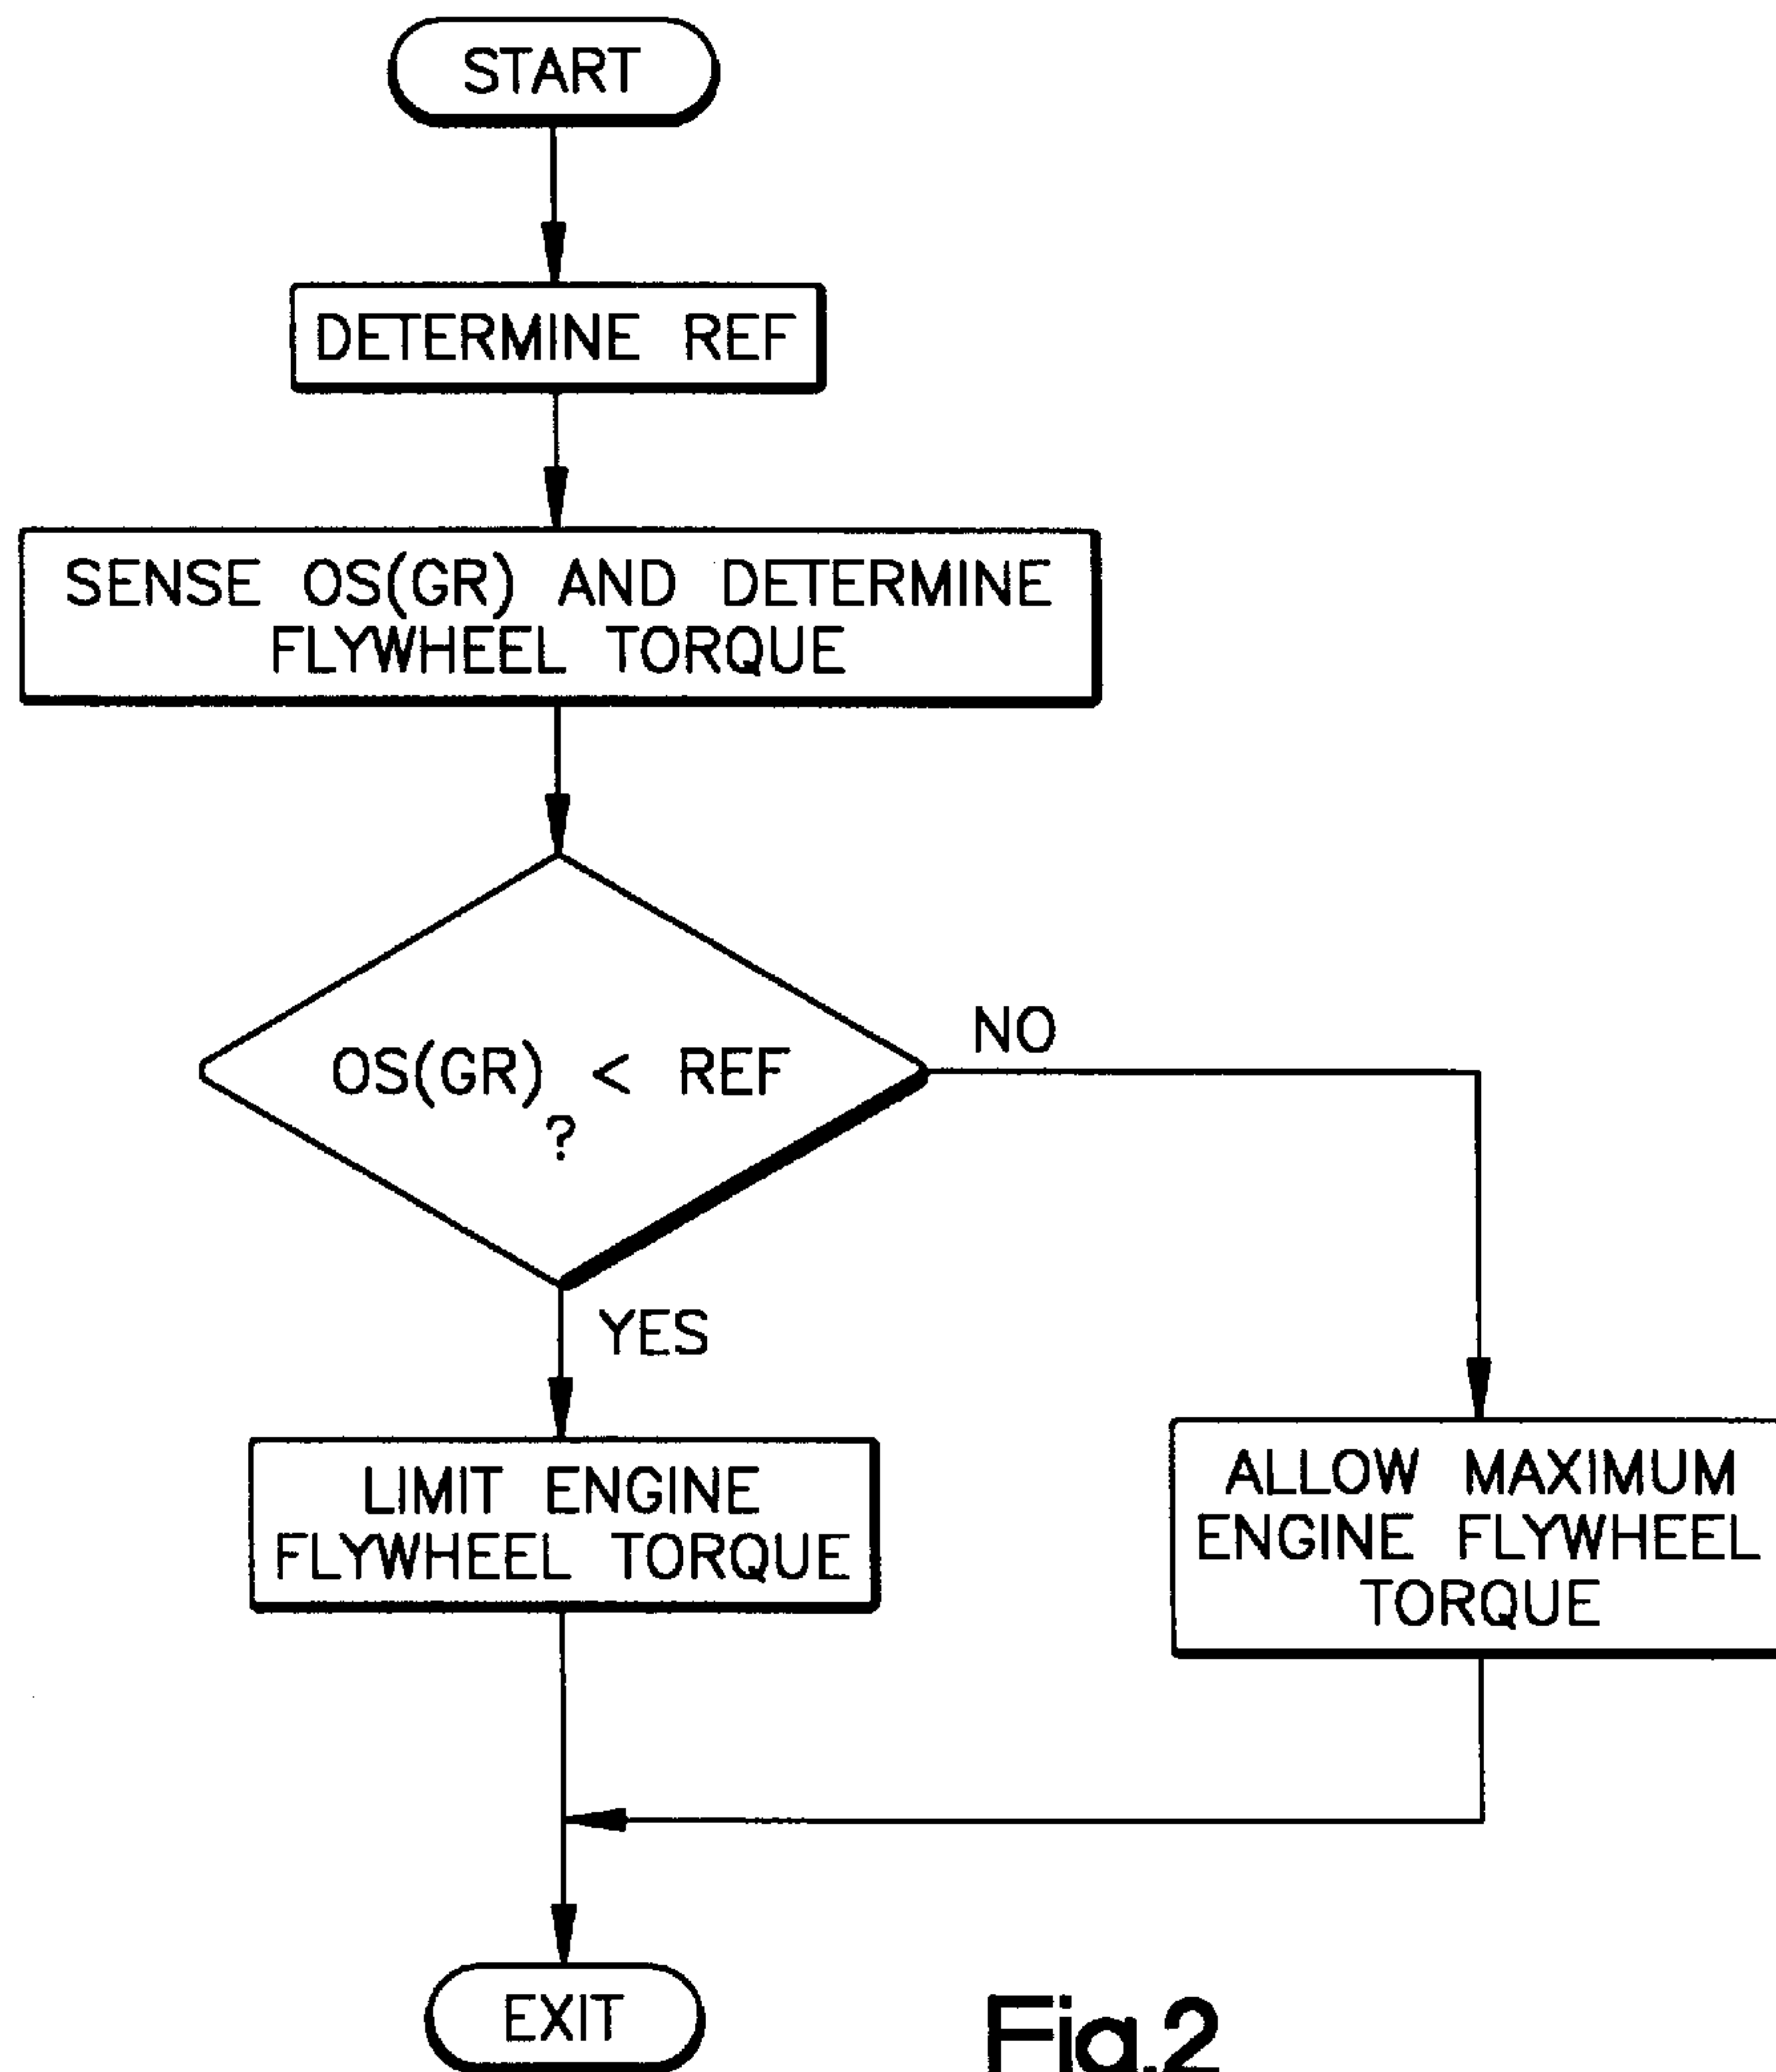 START
DETERMINE REF
SENSE OS(GR) AND DETERMINE
FLYWHEEL TORQUE
OS(GR) < REF
?
NO
YES
LIMIT ENGINE
FLYWHEEL TORQUE
ALLOW MAXIMUM
ENGINE FLYWHEEL
TORQUE
EXIT
Fig.2